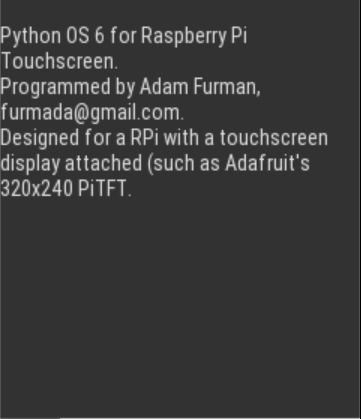 Python OS 6 for Raspberry Pi
Touchscreen.
Programmed by Adam Furman,
furmada@gmail.com.
Designed for a RPi with a touchscreen
display attached (such as Adafruit's
320x240 PiTFT.